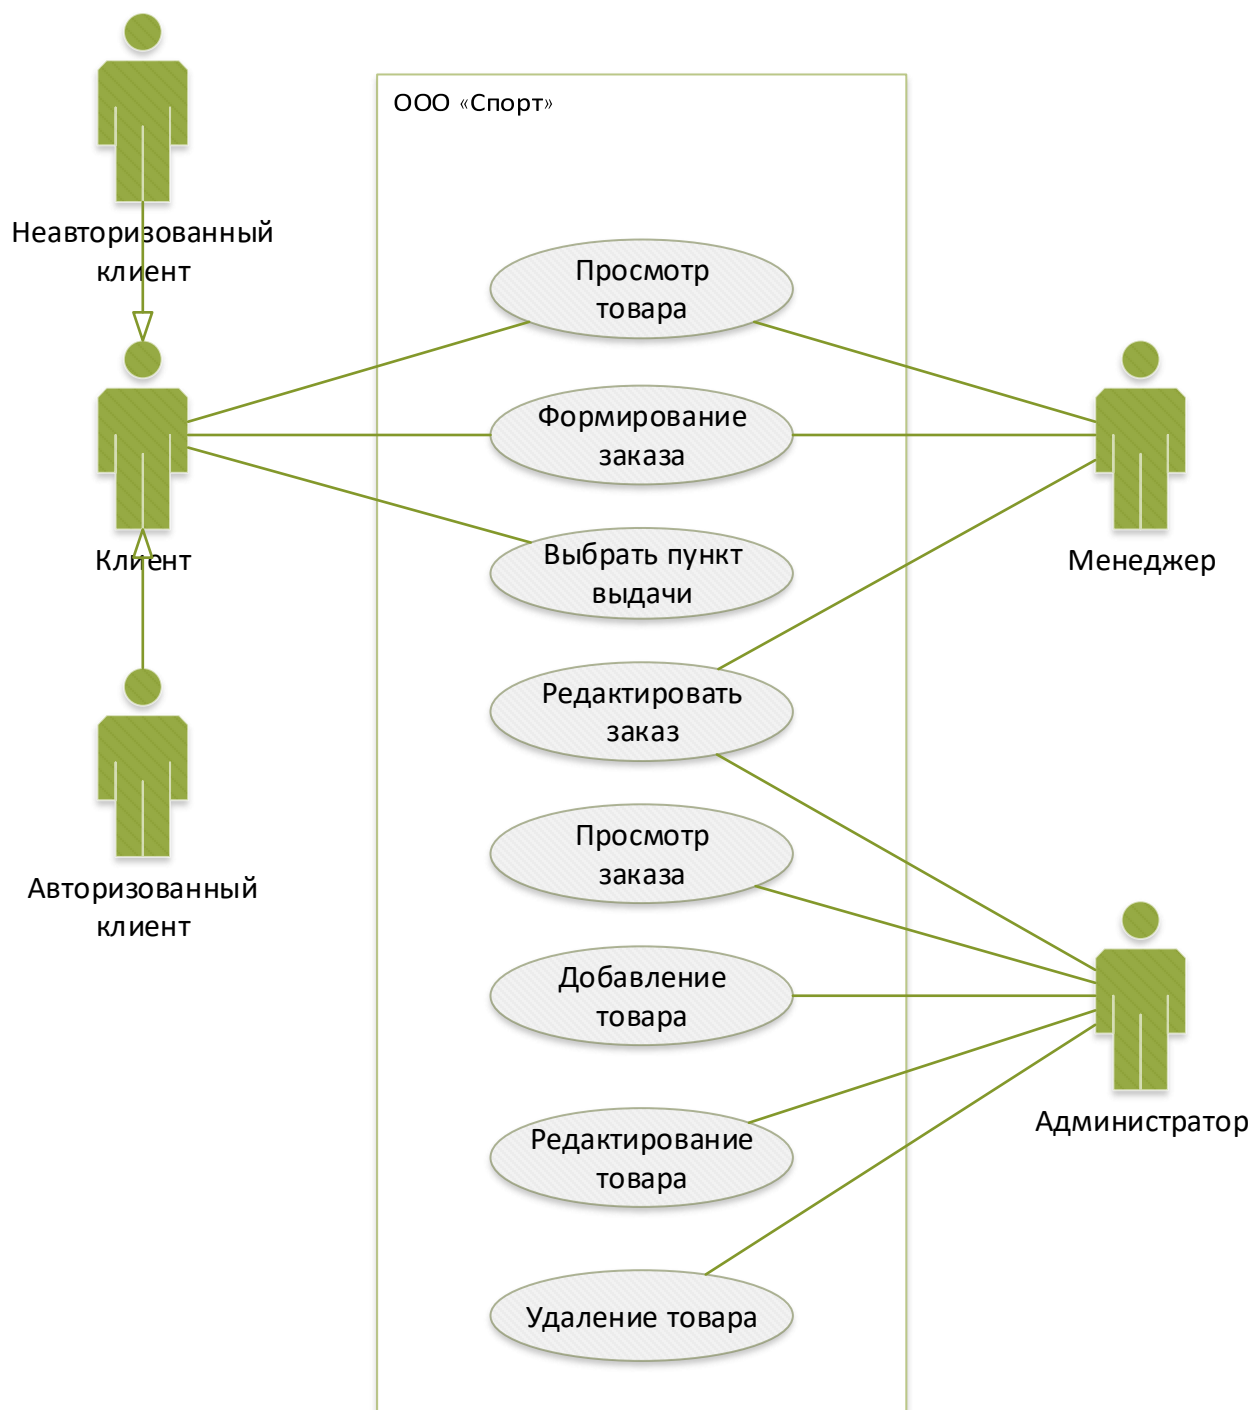 ООО «Спорт»
Неавторизованный
клиент
Просмотр
товара
Формирование
заказа
Клиент
Выбрать пункт
выдачи
Менеджер
Редактировать
заказ
Авторизованный
клиент
Просмотр
заказа
Добавление
товара
Администратор
Редактирование
товара
Удаление товара